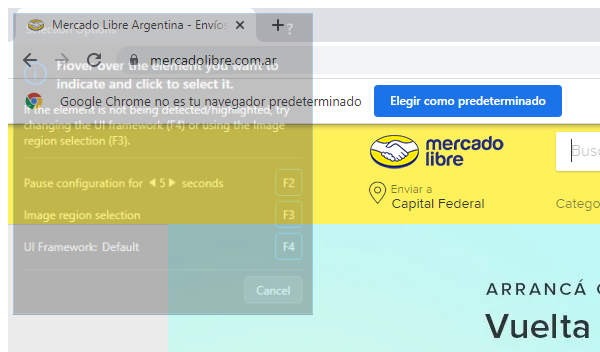 Mercado Libre Argentina - Envíos
Selection Options
?
mercadolibre.com.ar
Hover over the element you want to
indicate and click to select it.
Google Chrome no es tu navegador predeterminado
Elegir como predeterminado
If the element is not being detected/highlighted, try
changing the UI framework (F4) or using the Image
region selection (F3).
mercado
libre
Busc
Enviar a
Capital Federal
Catego
Pause configuration for 5 seconds
F2
Image region selection
F3
UI Framework: Default
F4
Cancel
ARRANCÁ
Vuelta